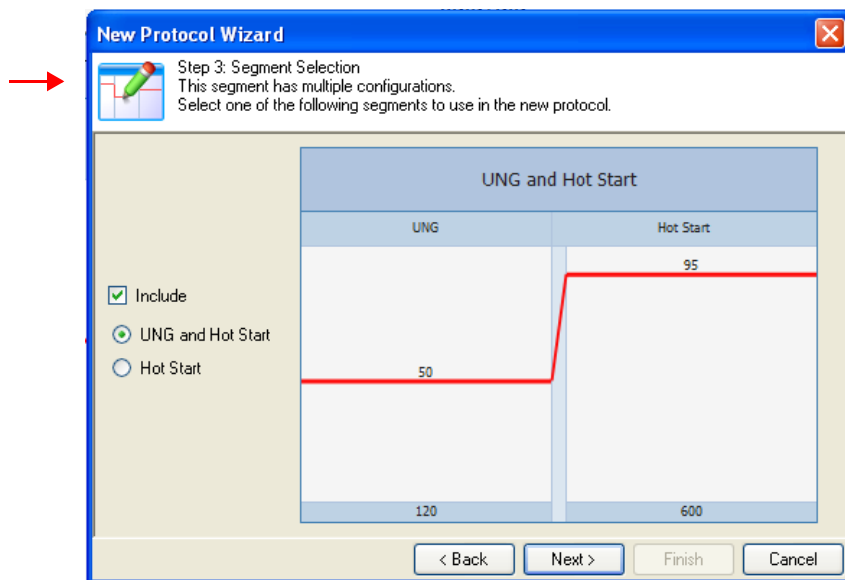 New Protocol Wizard
Step 3: Segment Selection
This segment has multiple configurations.
Select one of the following segments to use in the new protocol.
UNG and Hot Start
UNG Hot Start
95
Include
UNG and Hot Start
Hot Start
50
120 600
< Back Next > Finish Cancel